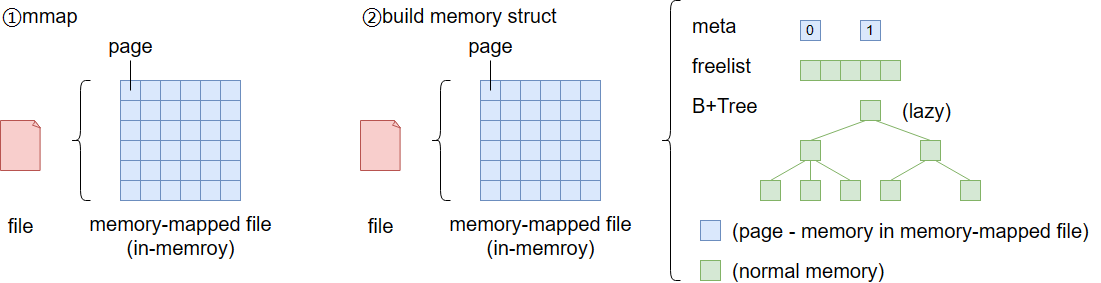 ①mmap
page
file
memory-mapped file
(in-memroy)
②build memory struct
page
file
memory-mapped file
(in-memroy)
meta
0
1
freelist
B+Tree
(lazy)
(page - memory in memory-mapped file)
(normal memory)